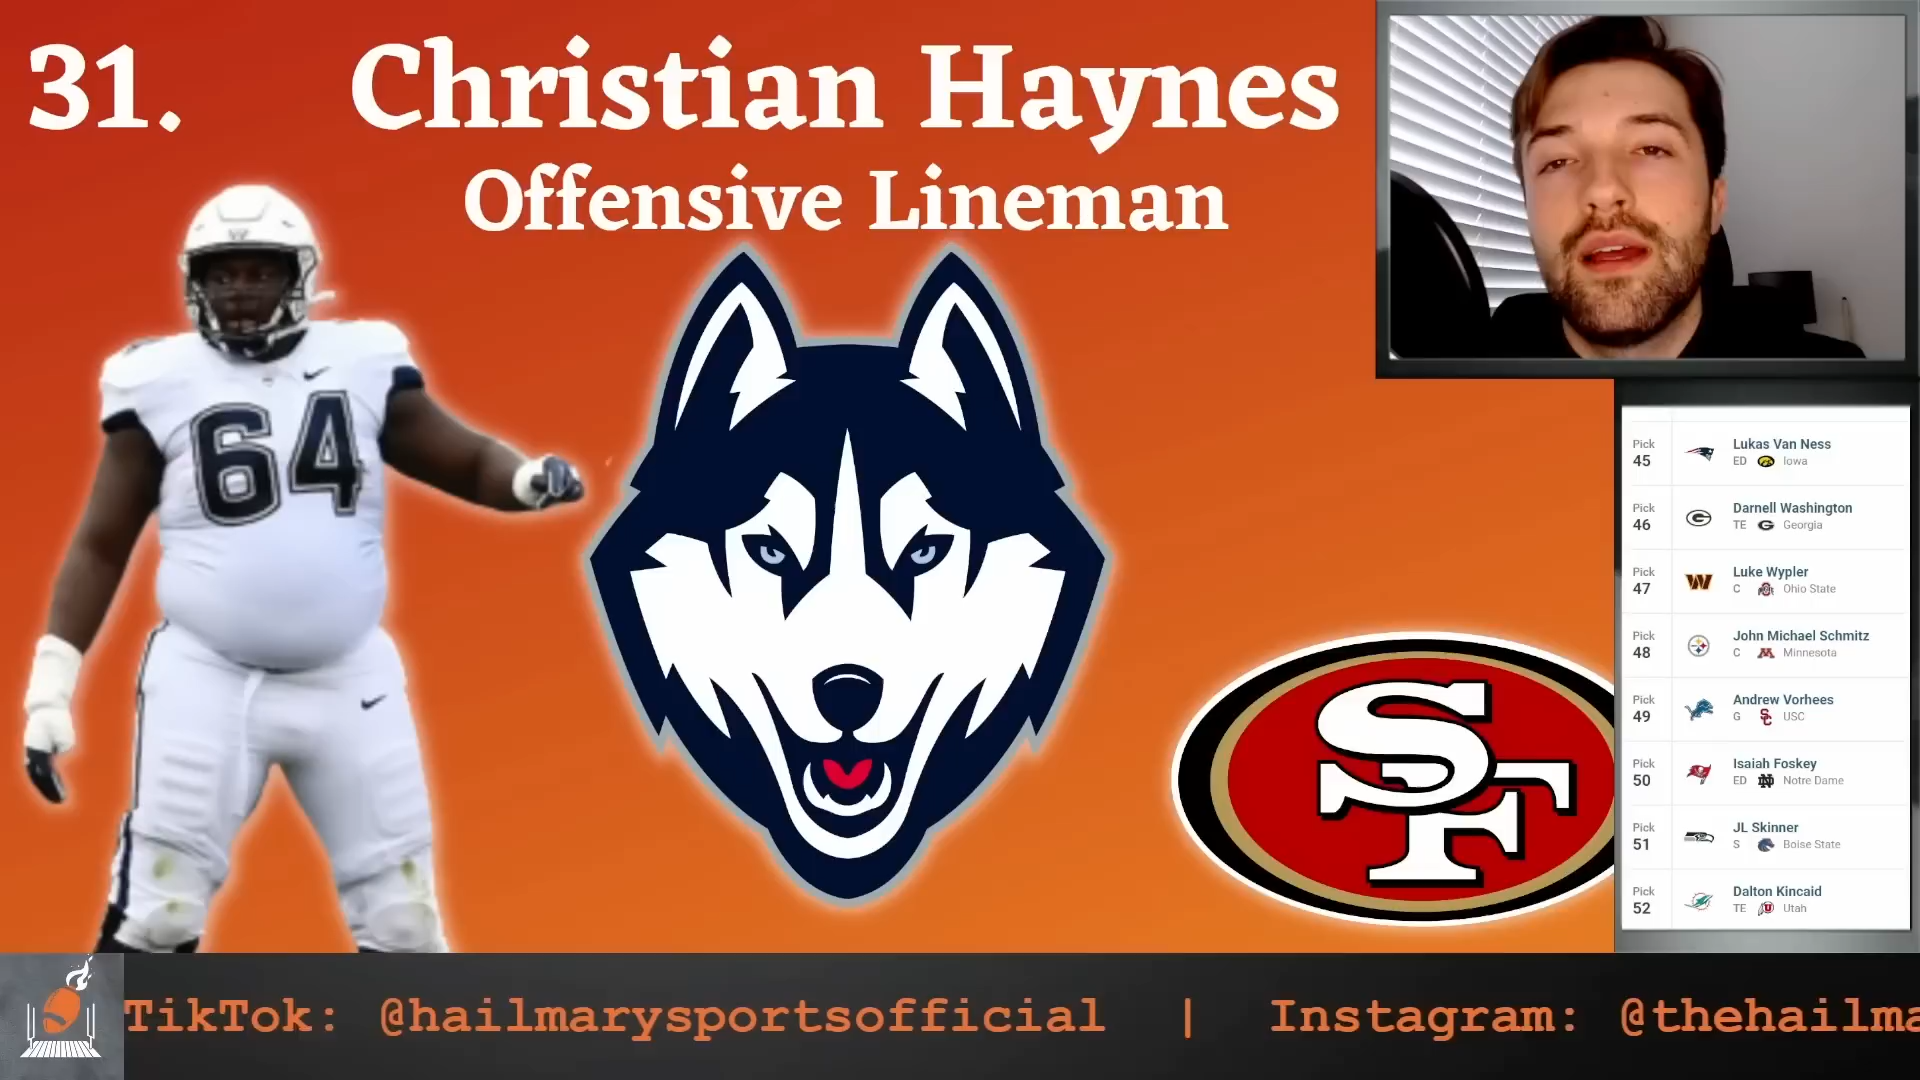 31.
Christian Haynes
Offensive Lineman
64
SF
Pick
45
Lukas Van Ness
ED Iowa
Pick
46
Darnell Washington
TE G Georgia
Pick
47
Luke Wypler
C Ohio State
Pick
48
John Michael Schmitz
C M Minnesota
Pick
49
Andrew Vorhees
G SC USC
Pick
50
Isaiah Foskey
ED ND Notre Dame
Pick
51
JL Skinner
S Boise State
Pick
52
Dalton Kincaid
TE U Utah
TikTok: @hailmarysportsofficial | Instagram: @thehailma